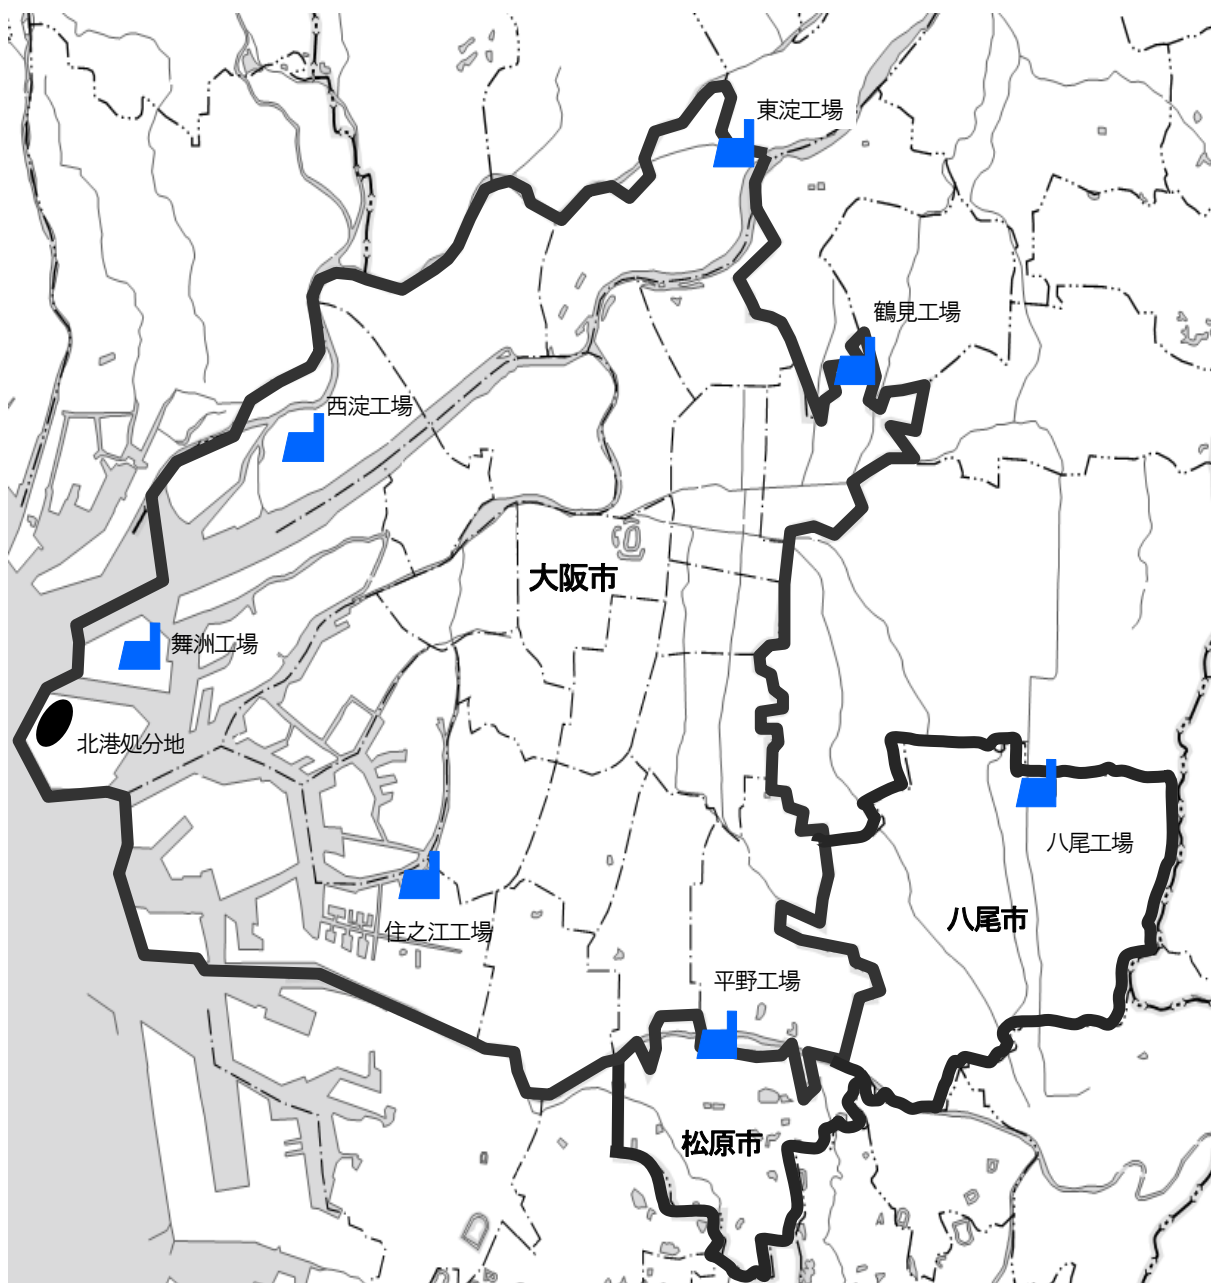 東淀工場
鶴見工場
西淀工場
大阪市
舞洲工場
北港処分地
八尾工場
八尾市
住之江工場
平野工場
松原市